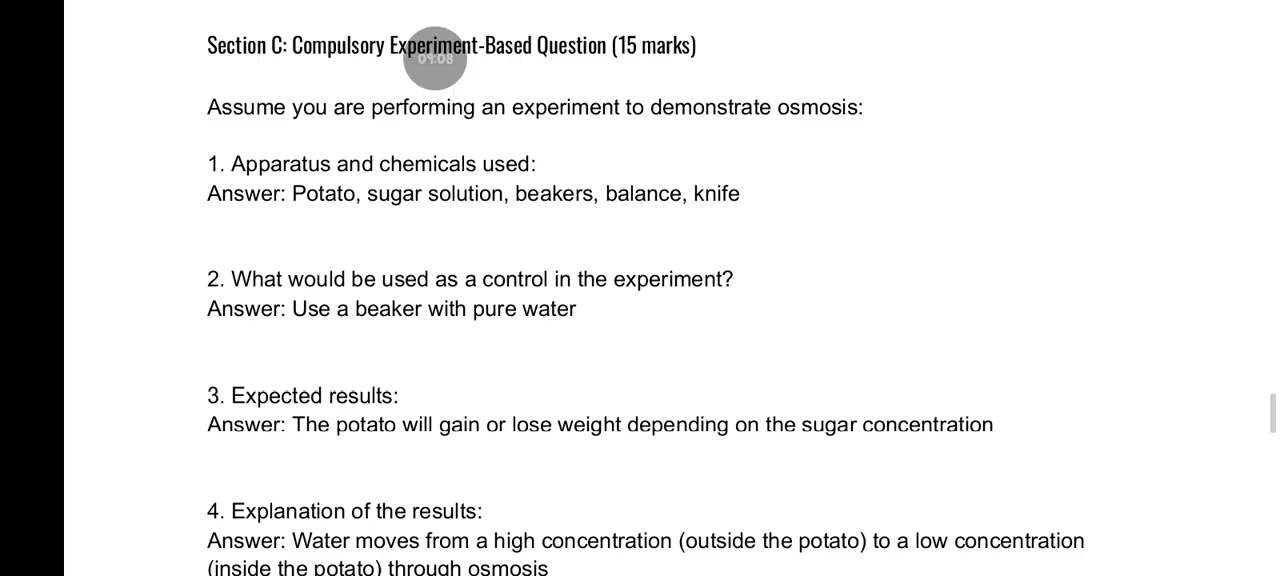 Section C: Compulsory Experiment-Based Question (15 marks)
09:08
Assume you are performing an experiment to demonstrate osmosis:
1. Apparatus and chemicals used:
Answer: Potato, sugar solution, beakers, balance, knife
2. What would be used as a control in the experiment?
Answer: Use a beaker with pure water
3. Expected results:
Answer: The potato will gain or lose weight depending on the sugar concentration
4. Explanation of the results:
Answer: Water moves from a high concentration (outside the potato) to a low concentration
(inside the potato) through osmosis